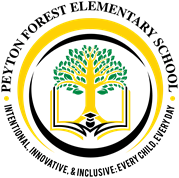 • PEYTON FOREST ELEMENTARY SCHOOL •
INTENTIONAL, INNOVATIVE, & INCLUSIVE: EVERY CHILD, EVERY DAY